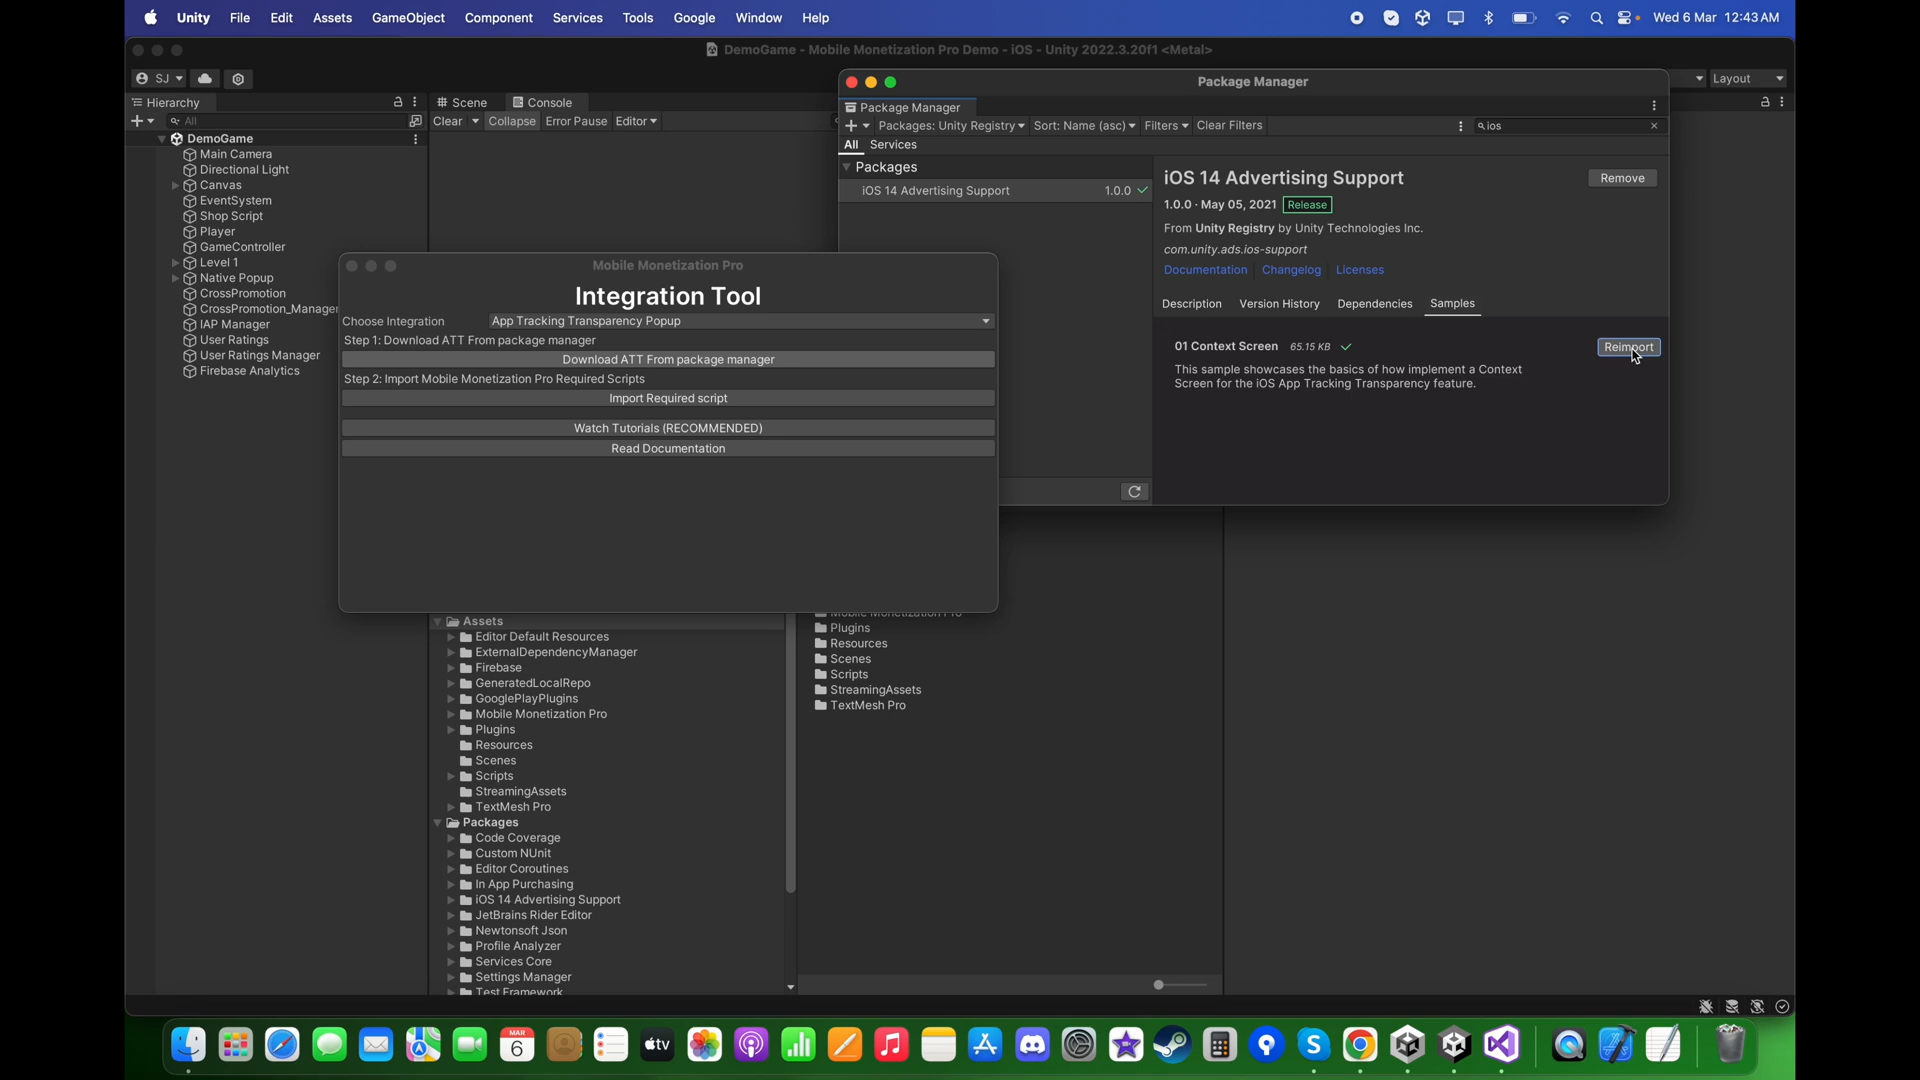 Unity File Edit Assets GameObject Component Services Tools Google Window Help Wed 6 Mar 12:43 AM
DemoGame - Mobile Monetization Pro Demo - iOS - Unity 2022.3.20f1 <Metal>
SJ
Layout
Hierarchy
All
DemoGame
Main Camera
Directional Light
Canvas
EventSystem
Shop Script
Player
GameController
Level 1
Native Popup
CrossPromotion
CrossPromotion_Manager
IAP Manager
User Ratings
User Ratings Manager
Firebase Analytics
Scene Console
Clear Collapse Error Pause Editor
Package Manager
Package Manager
Packages: Unity Registry Sort: Name (asc) Filters Clear Filters ios
All Services
Packages
iOS 14 Advertising Support 1.0.0
iOS 14 Advertising Support Remove
1.0.0 · May 05, 2021 Release
From Unity Registry by Unity Technologies Inc.
com.unity.ads.ios-support
Documentation Changelog Licenses
Description Version History Dependencies Samples
01 Context Screen 65.15 KB Reimport
This sample showcases the basics of how implement a Context
Screen for the iOS App Tracking Transparency feature.
Mobile Monetization Pro
Integration Tool
Choose Integration App Tracking Transparency Popup
Step 1: Download ATT From package manager
Download ATT From package manager
Step 2: Import Mobile Monetization Pro Required Scripts
Import Required script
Watch Tutorials (RECOMMENDED)
Read Documentation
Assets
Editor Default Resources
ExternalDependencyManager
Firebase
GeneratedLocalRepo
GooglePlayPlugins
Mobile Monetization Pro
Plugins
Resources
Scenes
Scripts
StreamingAssets
TextMesh Pro
Packages
Code Coverage
Custom NUnit
Editor Coroutines
In App Purchasing
iOS 14 Advertising Support
JetBrains Rider Editor
Newtonsoft Json
Profile Analyzer
Services Core
Settings Manager
Test Framework
Mobile Monetization Pro
Plugins
Resources
Scenes
Scripts
StreamingAssets
TextMesh Pro
MAR
6
tv